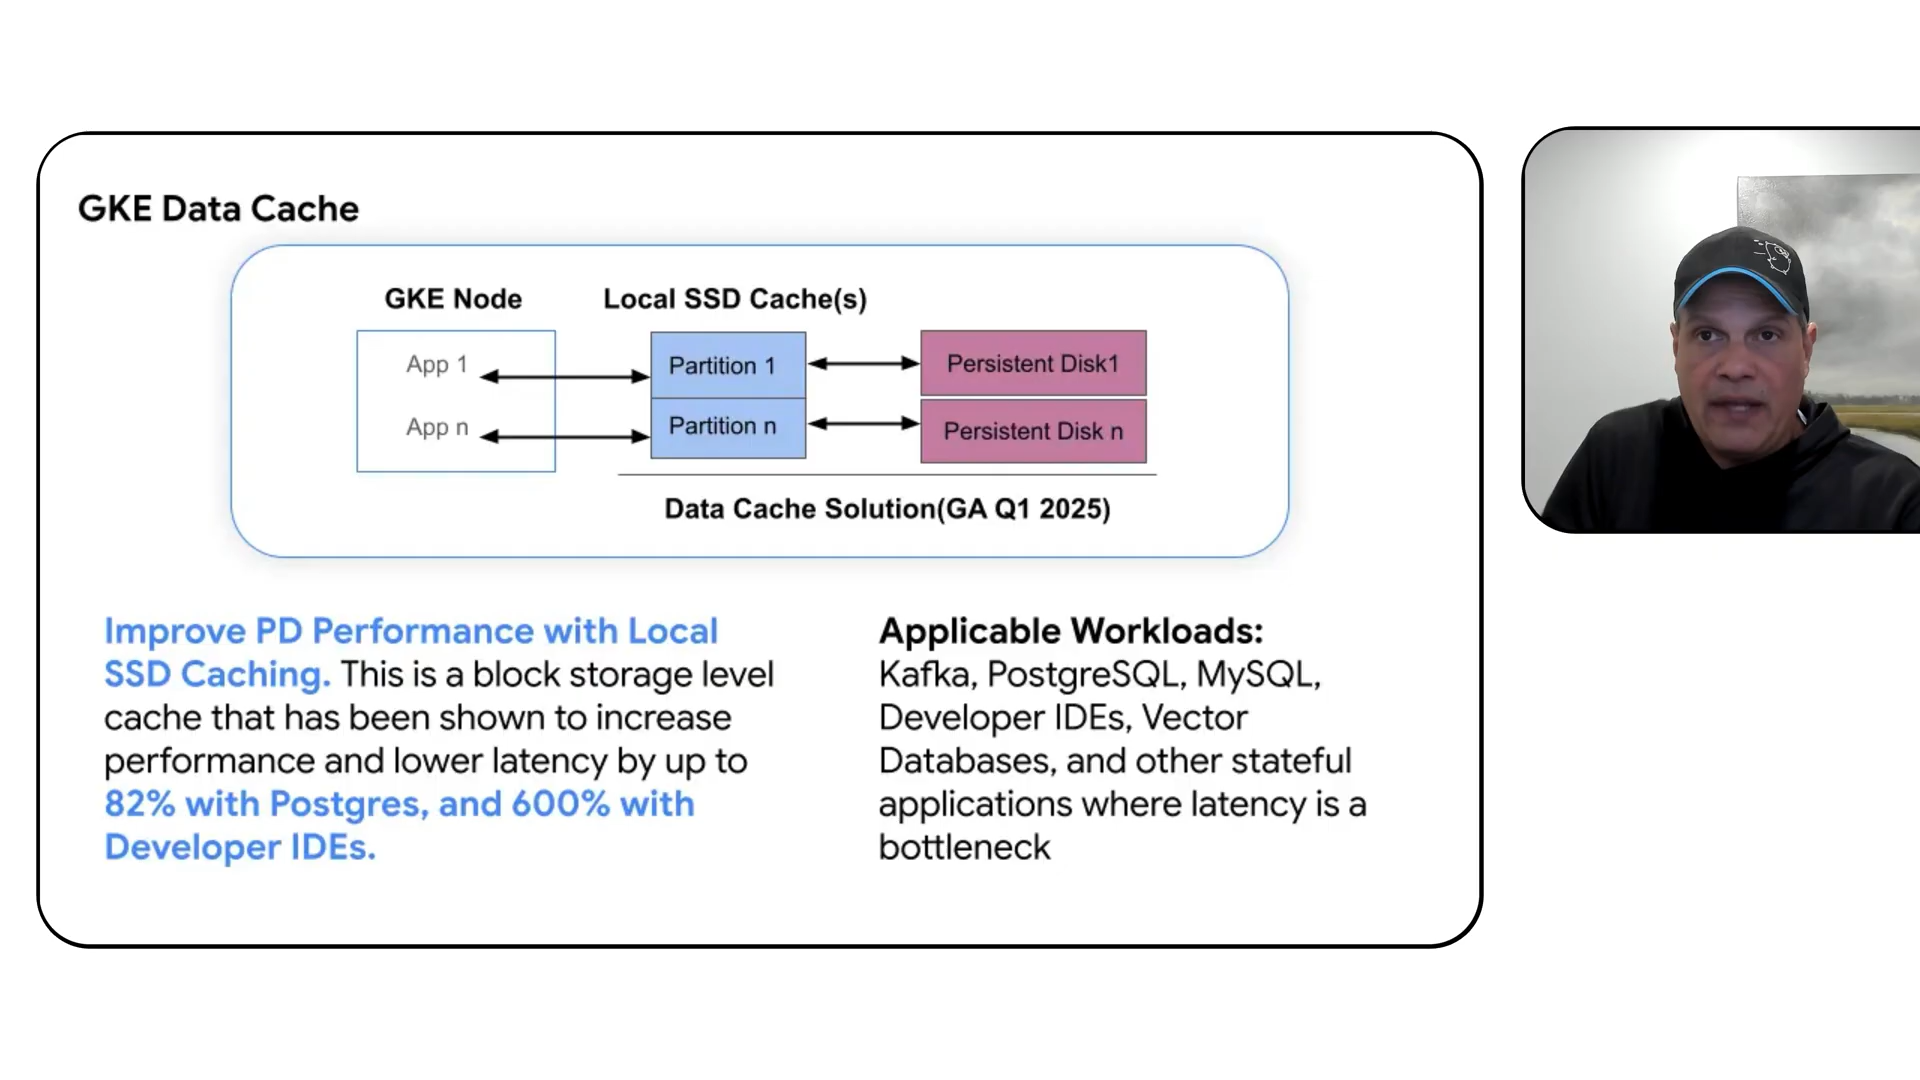 GKE Data Cache
GKE Node
Local SSD Cache(s)
App 1
Partition 1
Persistent Disk1
App n
Partition n
Persistent Disk n
Data Cache Solution(GA Q1 2025)
Improve PD Performance with Local
SSD Caching. This is a block storage level
cache that has been shown to increase
performance and lower latency by up to
82% with Postgres, and 600% with
Developer IDEs.
Applicable Workloads:
Kafka, PostgreSQL, MySQL,
Developer IDEs, Vector
Databases, and other stateful
applications where latency is a
bottleneck